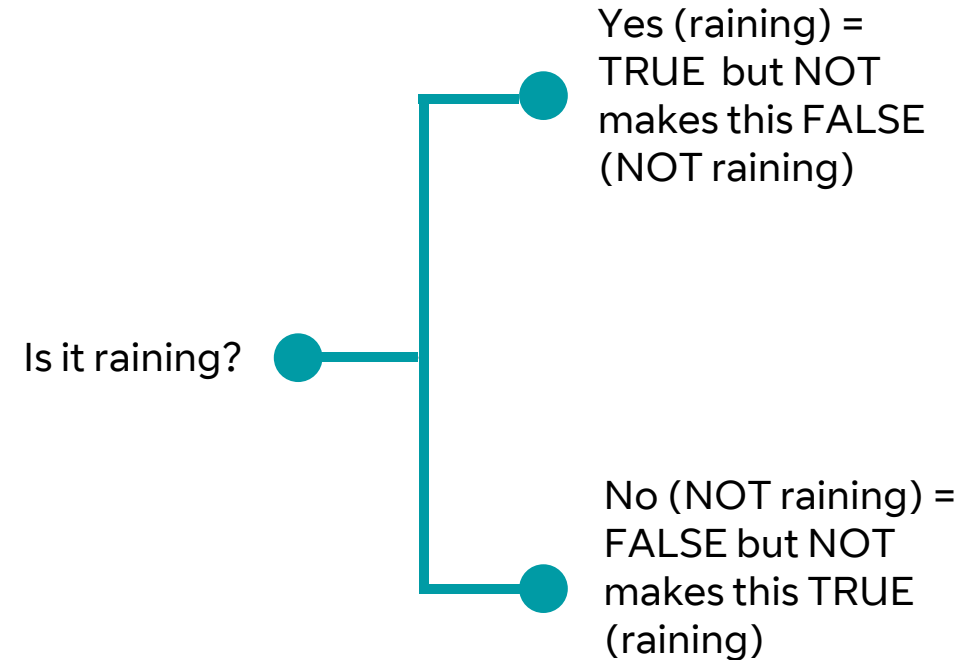 Yes (raining) =
TRUE but NOT
makes this FALSE
(NOT raining)
Is it raining?
No (NOT raining) =
FALSE but NOT
makes this TRUE
(raining)